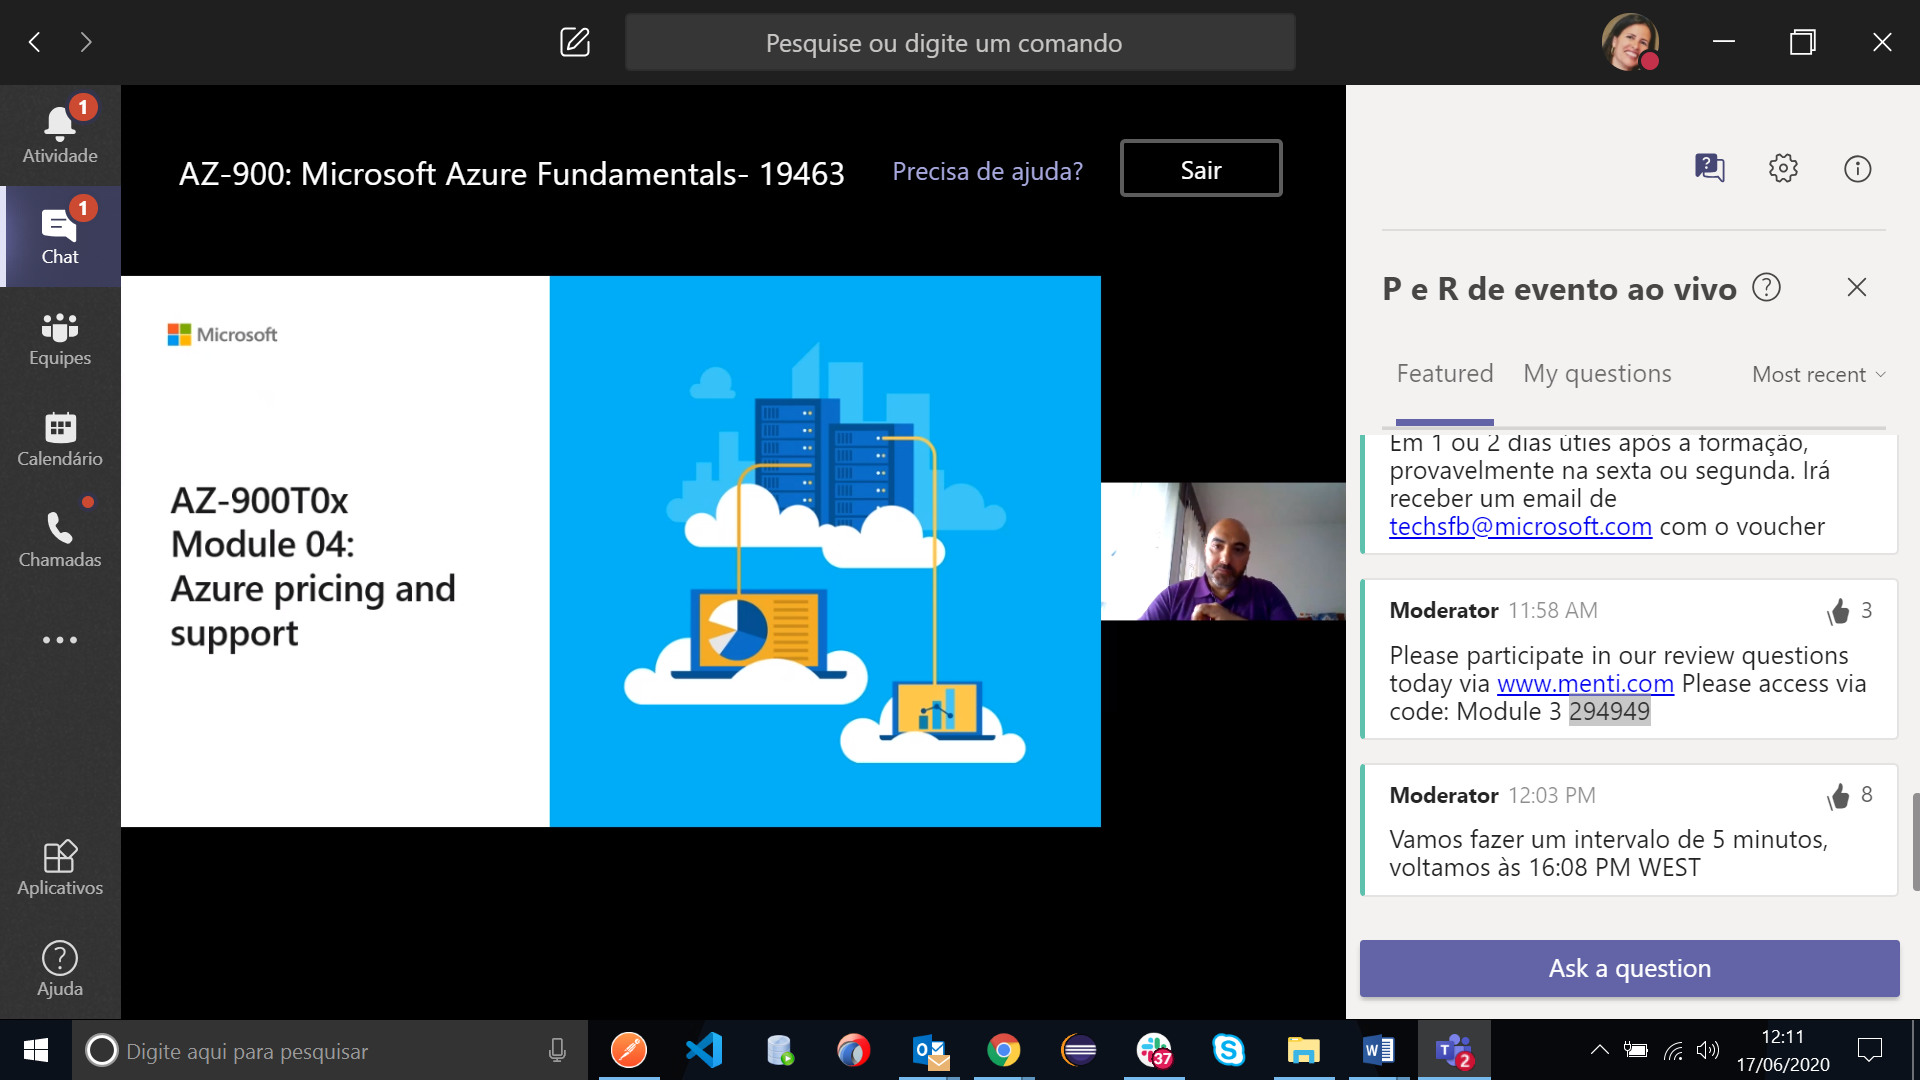 Pesquise ou digite um comando
1
Atividade
1
Chat
Equipes
Calendário
Chamadas
Aplicativos
Ajuda
AZ-900: Microsoft Azure Fundamentals- 19463
Precisa de ajuda?
Sair
Microsoft
AZ-900T0x
Module 04:
Azure pricing and
support
P e R de evento ao vivo
Featured
My questions
Most recent
Em 1 ou 2 dias úties após a formação,
provavelmente na sexta ou segunda. Irá
receber um email de
techsfb@microsoft.com com o voucher
Moderator 11:58 AM
3
Please participate in our review questions
today via www.menti.com Please access via
code: Module 3 294949
Moderator 12:03 PM
8
Vamos fazer um intervalo de 5 minutos,
voltamos às 16:08 PM WEST
Ask a question
Digite aqui para pesquisar
37
2
12:11
17/06/2020